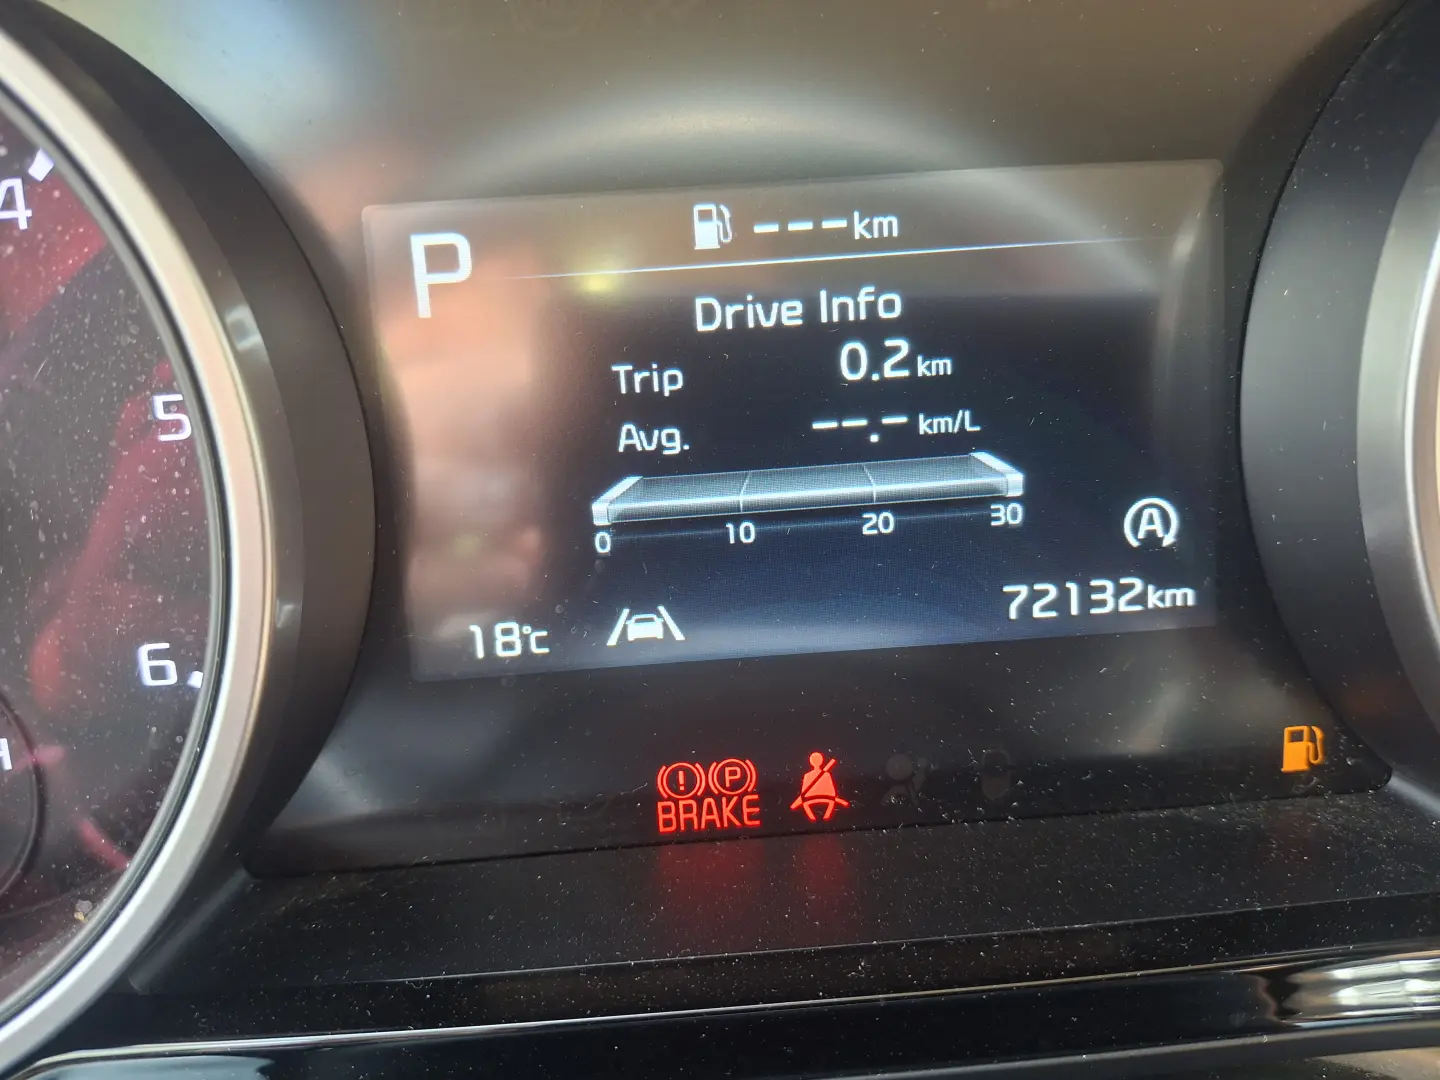 P
---km
Drive Info
Trip 0.2 km
Avg. --.- km/L
0 10 20 30
A
18°C
72132km
4
5
6
H
P
BRAKE